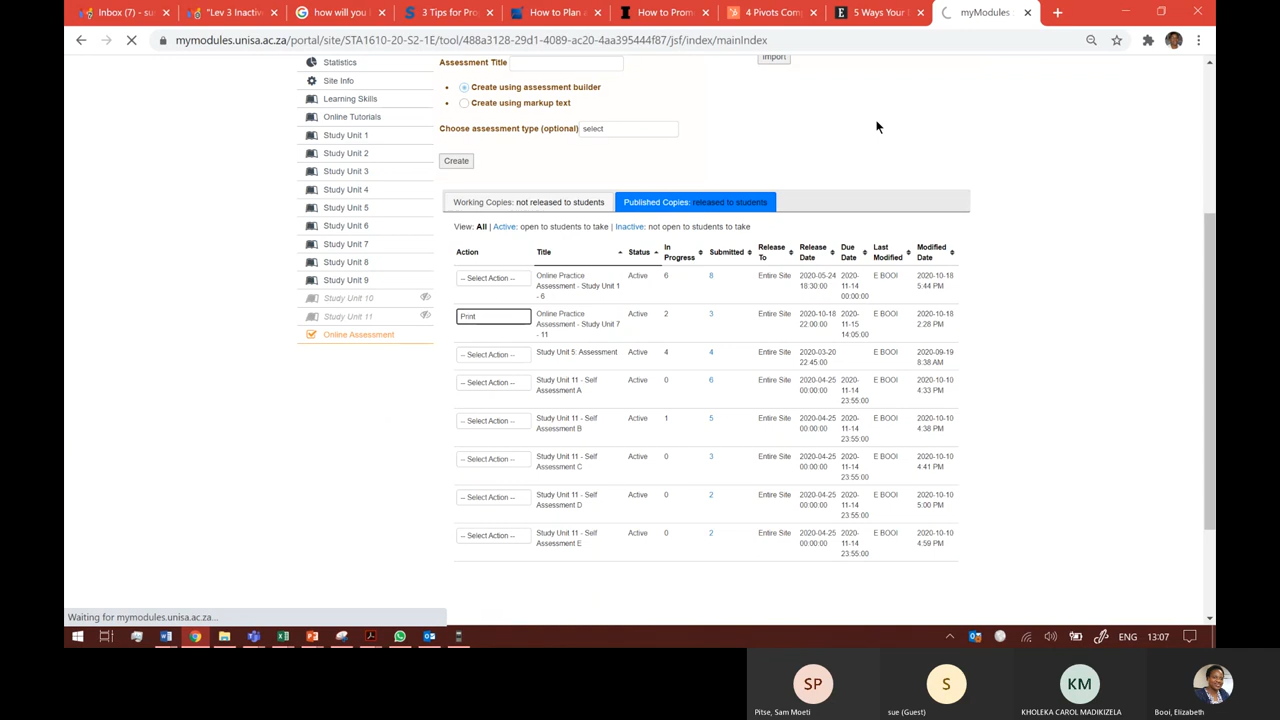 Inbox (7) - su
"Lev 3 Inactiv
how will you l
3 Tips for Pro
How to Plan a
How to Prom
4 Pivots Com
5 Ways Your
myModules :
mymodules.unisa.ac.za/portal/site/STA1610-20-S2-1E/tool/488a3128-29d1-4089-ac20-4aa395444f87/jsf/index/mainIndex
Statistics
Site Info
Learning Skills
Online Tutorials
Study Unit 1
Study Unit 2
Study Unit 3
Study Unit 4
Study Unit 5
Study Unit 6
Study Unit 7
Study Unit 8
Study Unit 9
Study Unit 10
Study Unit 11
Online Assessment
Assessment Title
Import
Create using assessment builder
Create using markup text
Choose assessment type (optional) select
Create
Working Copies: not released to students Published Copies: released to students
View: All | Active: open to students to take | Inactive: not open to students to take
Action Title Status In Progress Submitted Release To Release Date Due Date Last Modified Modified Date
-- Select Action -- Online Practice Assessment - Study Unit 1 - 6 Active 6 8 Entire Site 2020-05-24 18:30:00 2020-11-14 00:00:00 E BOOI 2020-10-18 5:44 PM
Print Online Practice Assessment - Study Unit 7 - 11 Active 2 3 Entire Site 2020-10-18 22:00:00 2020-11-15 14:05:00 E BOOI 2020-10-18 2:28 PM
-- Select Action -- Study Unit 5: Assessment Active 4 4 Entire Site 2020-03-20 22:45:00 E BOOI 2020-09-19 8:38 AM
-- Select Action -- Study Unit 11 - Self Assessment A Active 0 6 Entire Site 2020-04-25 00:00:00 2020-11-14 23:55:00 E BOOI 2020-10-10 4:33 PM
-- Select Action -- Study Unit 11 - Self Assessment B Active 1 5 Entire Site 2020-04-25 00:00:00 2020-11-14 23:55:00 E BOOI 2020-10-10 4:38 PM
-- Select Action -- Study Unit 11 - Self Assessment C Active 0 3 Entire Site 2020-04-25 00:00:00 2020-11-14 23:55:00 E BOOI 2020-10-10 4:41 PM
-- Select Action -- Study Unit 11 - Self Assessment D Active 0 2 Entire Site 2020-04-25 00:00:00 2020-11-14 23:55:00 E BOOI 2020-10-10 5:00 PM
-- Select Action -- Study Unit 11 - Self Assessment E Active 0 2 Entire Site 2020-04-25 00:00:00 2020-11-14 23:55:00 E BOOI 2020-10-10 4:59 PM
Waiting for mymodules.unisa.ac.za...
ENG 13:07
SP
S
KM
Pitse, Sam Moeti
sue (Guest)
KHOLEKA CAROL MADIKIZELA
Booi, Elizabeth